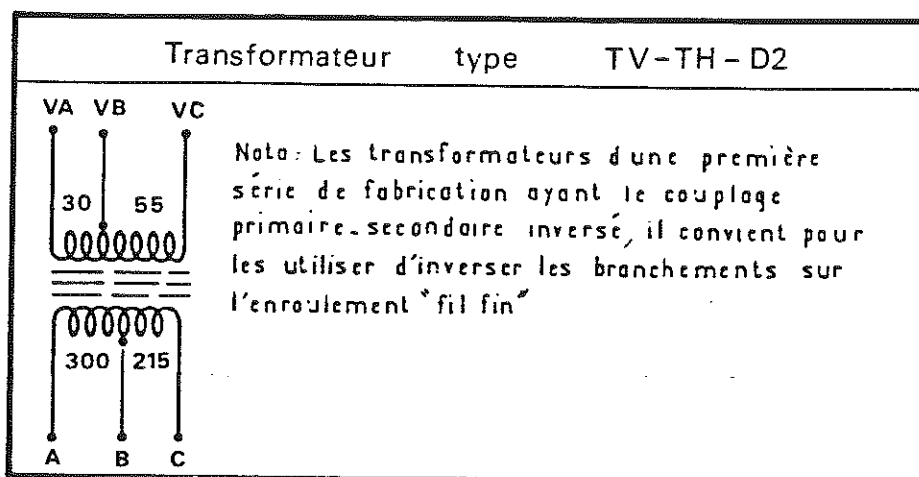 Transformateur type TV-TH-D2
VA VB VC
30 55
300 215
A B C
Nota: Les transformateurs d'une première
série de fabrication ayant le couplage
primaire-secondaire inversé, il convient pour
les utiliser d'inverser les branchements sur
l'enroulement "fil fin"